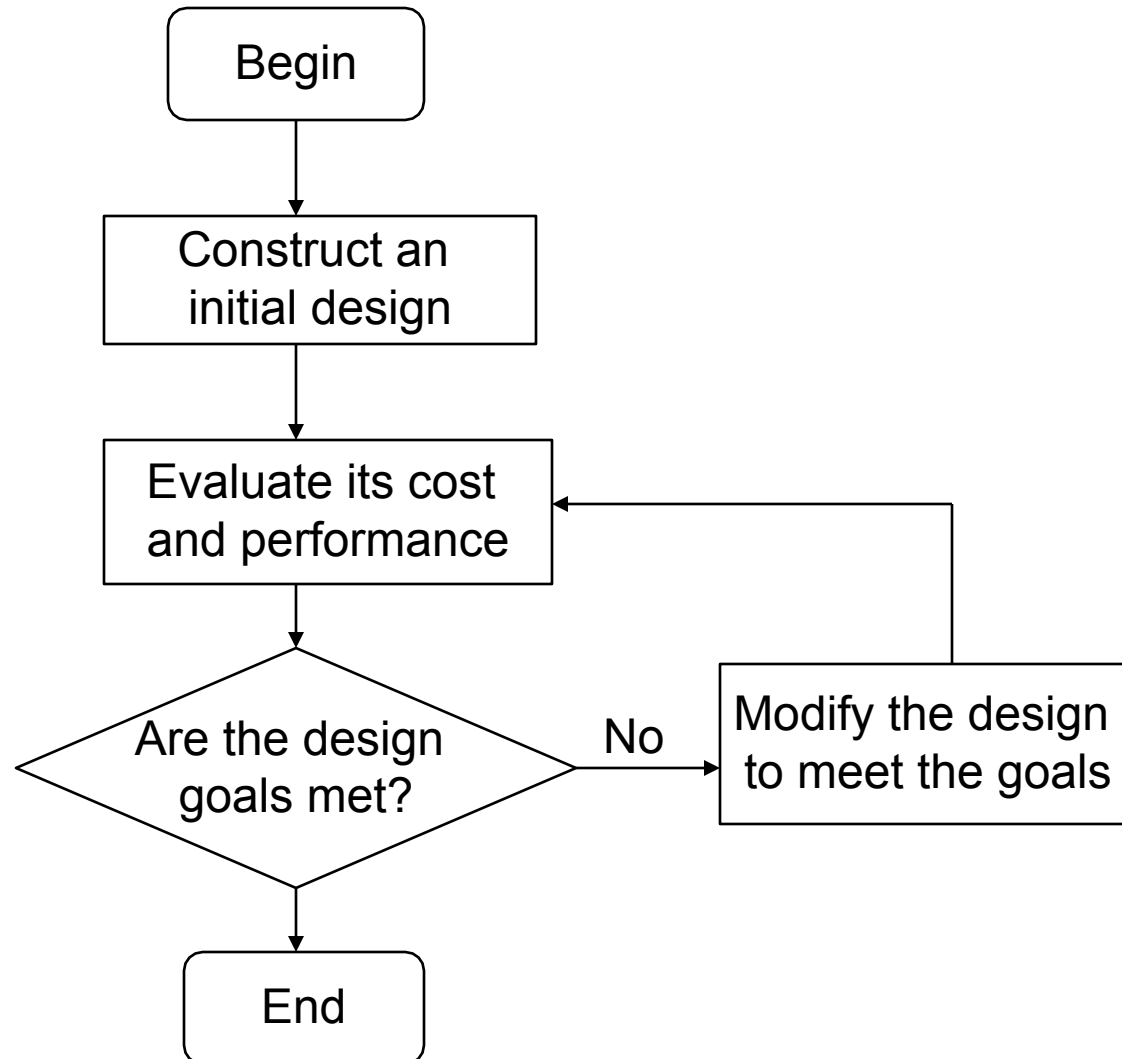 Begin
Construct an
initial design
Evaluate its cost
and performance
Are the design
goals met?
No
Modify the design
to meet the goals
End